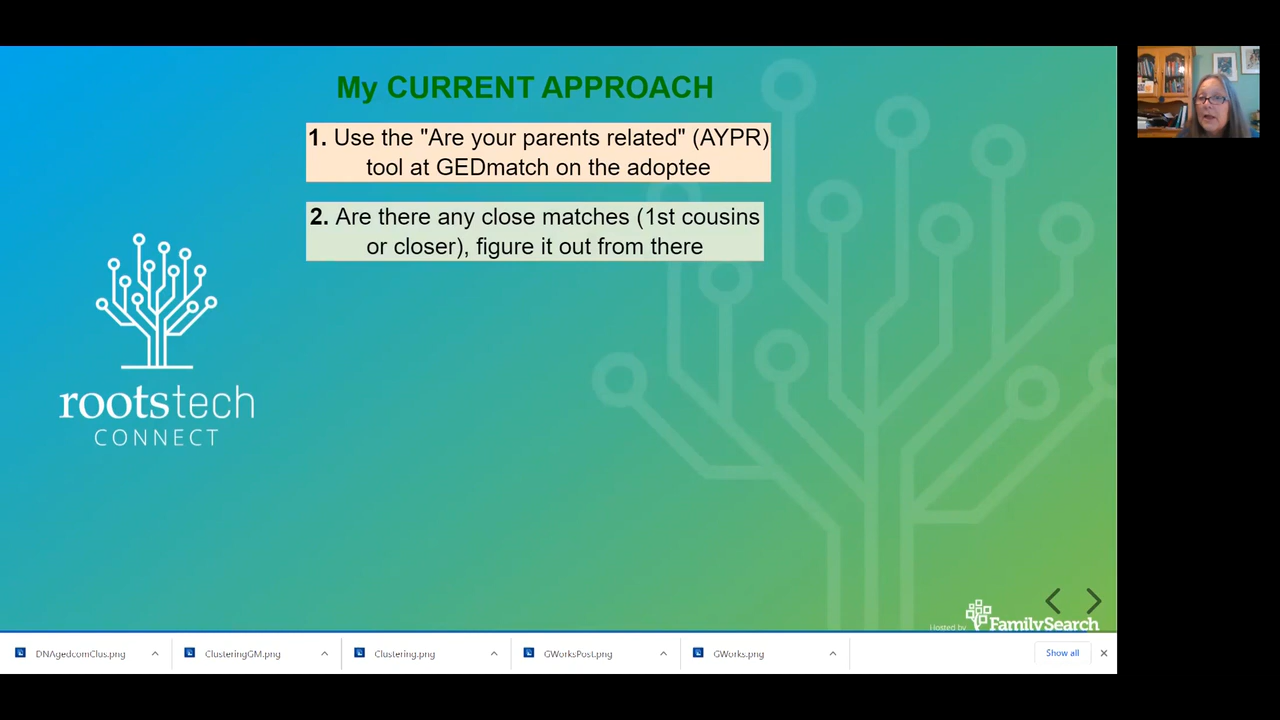 My CURRENT APPROACH
1. Use the "Are your parents related" (AYPR)
tool at GEDmatch on the adoptee
2. Are there any close matches (1st cousins
or closer), figure it out from there
rootstech
CONNECT
Hosted by FamilySearch
DNAgedcomClus.png
ClusteringGM.png
Clustering.png
GWorksPost.png
GWorks.png
Show all